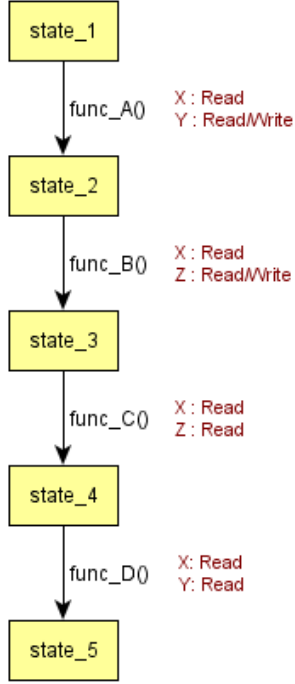 state_1
func_A()
X : Read
Y : Read/Write
state_2
func_B()
X : Read
Z : Read/Write
state_3
func_C()
X : Read
Z : Read
state_4
func_D()
X: Read
Y: Read
state_5